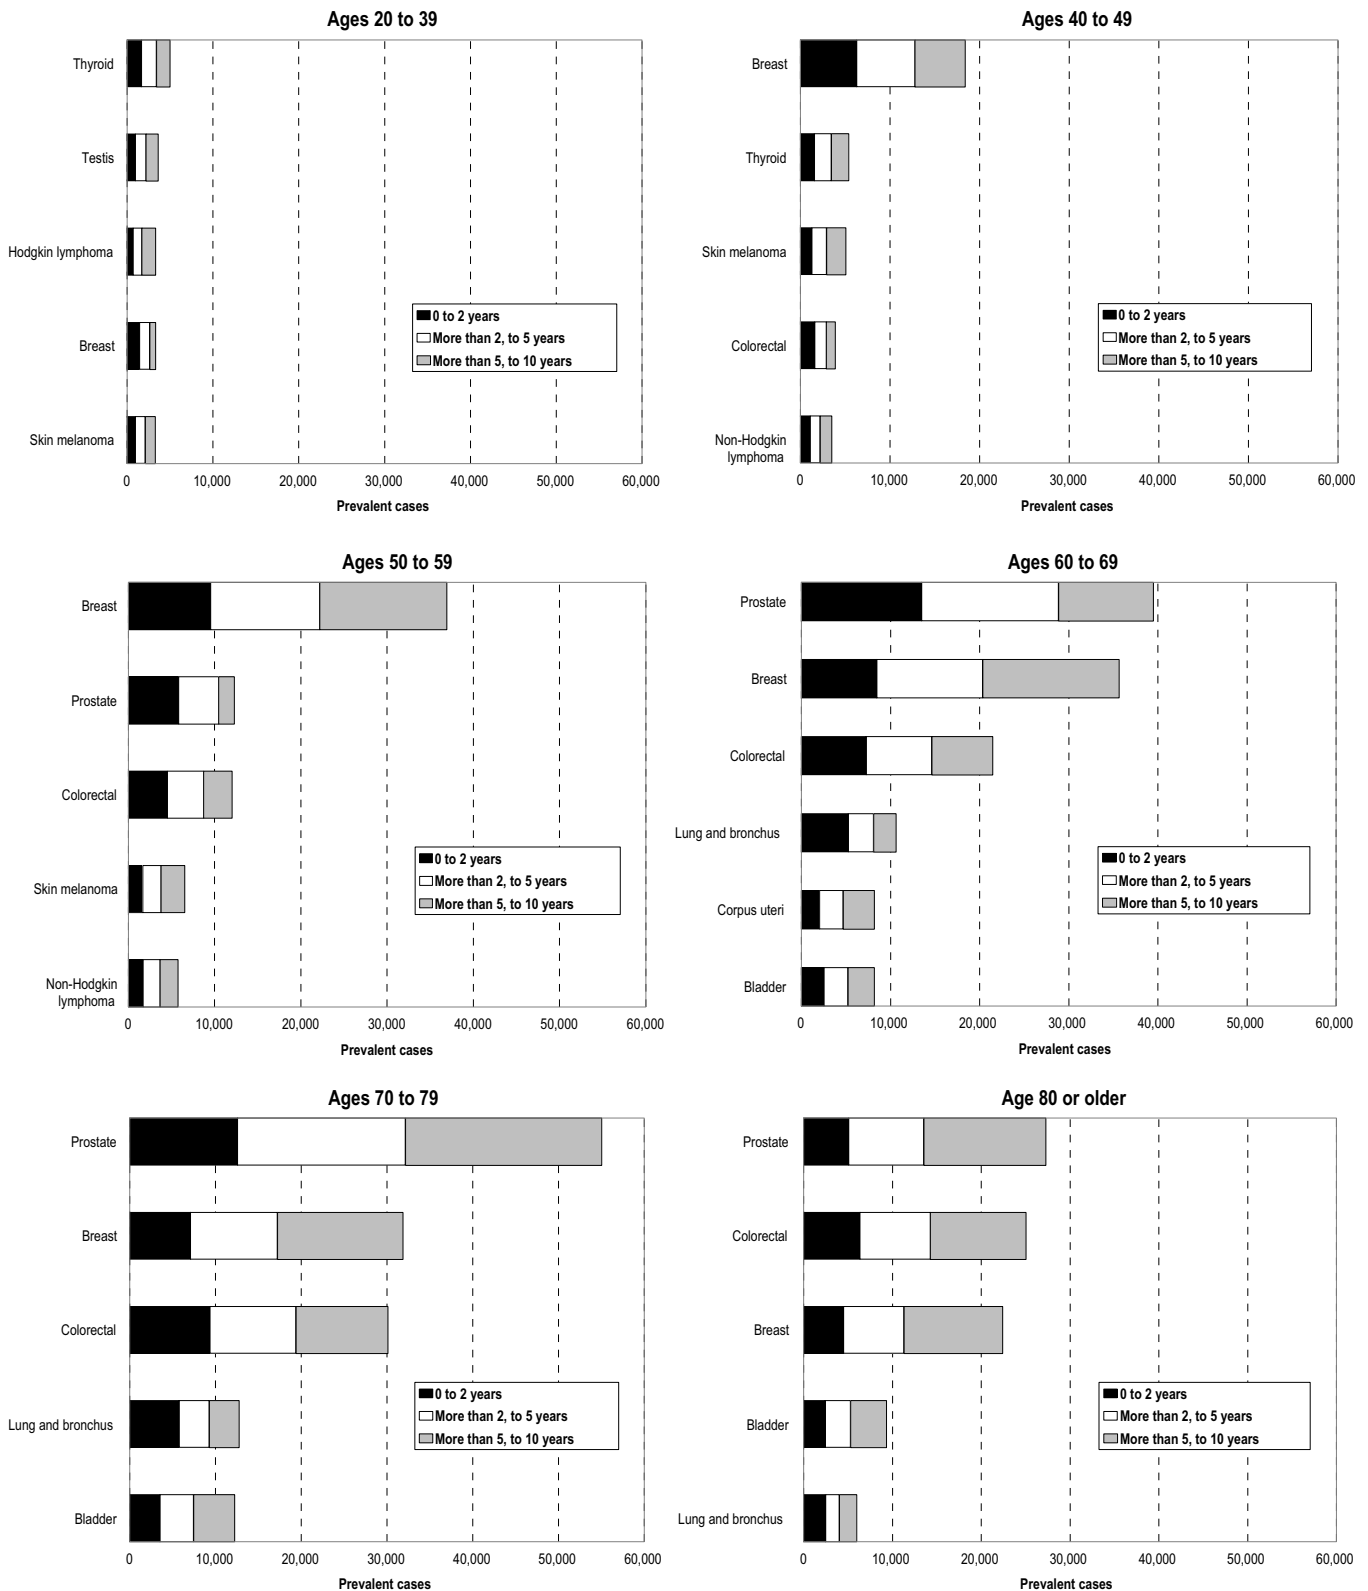 Ages 20 to 39
Thyroid
Testis
Hodgkin lymphoma
Breast
Skin melanoma
0 to 2 years
More than 2, to 5 years
More than 5, to 10 years
0 10,000 20,000 30,000 40,000 50,000 60,000
Prevalent cases
Ages 40 to 49
Breast
Thyroid
Skin melanoma
Colorectal
Non-Hodgkin
lymphoma
0 to 2 years
More than 2, to 5 years
More than 5, to 10 years
0 10,000 20,000 30,000 40,000 50,000 60,000
Prevalent cases
Ages 50 to 59
Breast
Prostate
Colorectal
Skin melanoma
Non-Hodgkin
lymphoma
0 to 2 years
More than 2, to 5 years
More than 5, to 10 years
0 10,000 20,000 30,000 40,000 50,000 60,000
Prevalent cases
Ages 60 to 69
Prostate
Breast
Colorectal
Lung and bronchus
Corpus uteri
Bladder
0 to 2 years
More than 2, to 5 years
More than 5, to 10 years
0 10,000 20,000 30,000 40,000 50,000 60,000
Prevalent cases
Ages 70 to 79
Prostate
Breast
Colorectal
Lung and bronchus
Bladder
0 to 2 years
More than 2, to 5 years
More than 5, to 10 years
0 10,000 20,000 30,000 40,000 50,000 60,000
Prevalent cases
Age 80 or older
Prostate
Colorectal
Breast
Bladder
Lung and bronchus
0 to 2 years
More than 2, to 5 years
More than 5, to 10 years
0 10,000 20,000 30,000 40,000 50,000 60,000
Prevalent cases